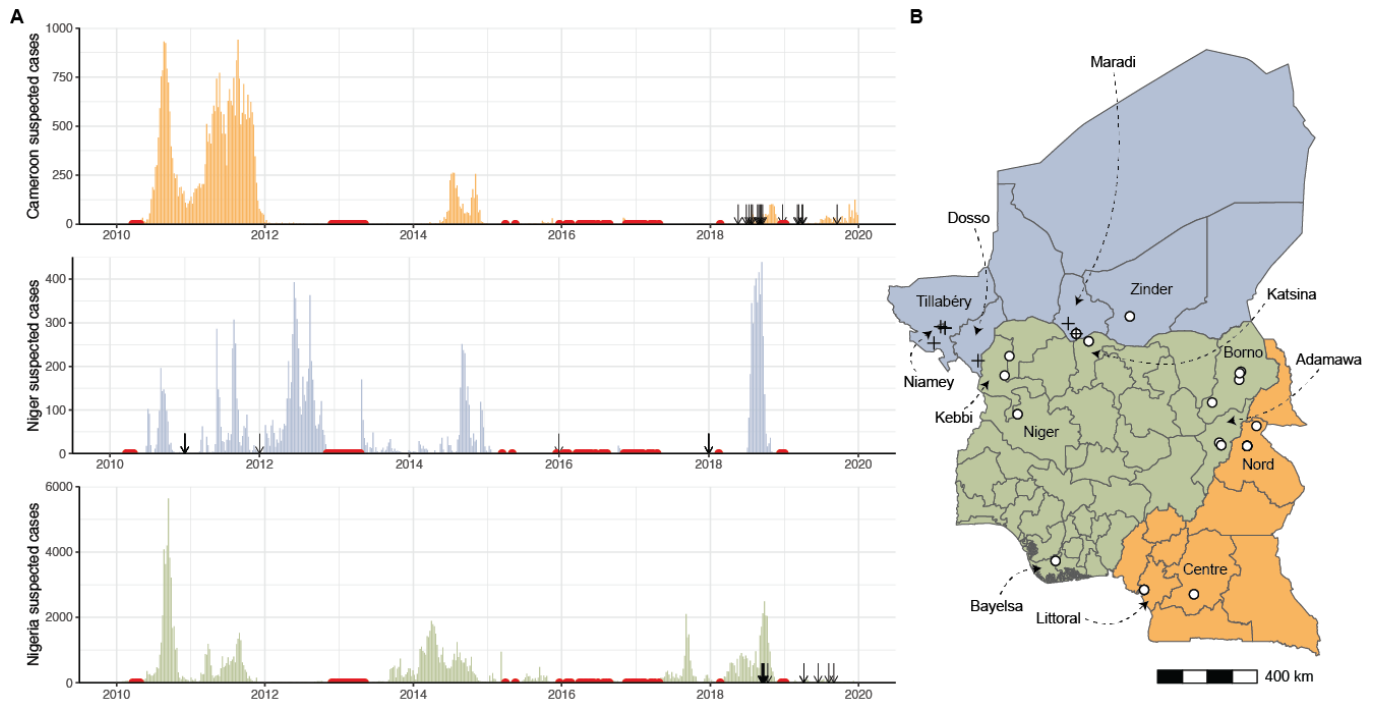 A
Cameroon suspected cases
1000
750
500
250
0
2010
2012
2014
2016
2018
2020
Niger suspected cases
400
300
200
100
0
2010
2012
2014
2016
2018
2020
Nigeria suspected cases
6000
4000
2000
0
2010
2012
2014
2016
2018
2020
B
Maradi
Dosso
Tillabéry
Zinder
Katsina
Niamey
Borno
Adamawa
Kebbi
Niger
Nord
Bayelsa
Centre
Littoral
400 km